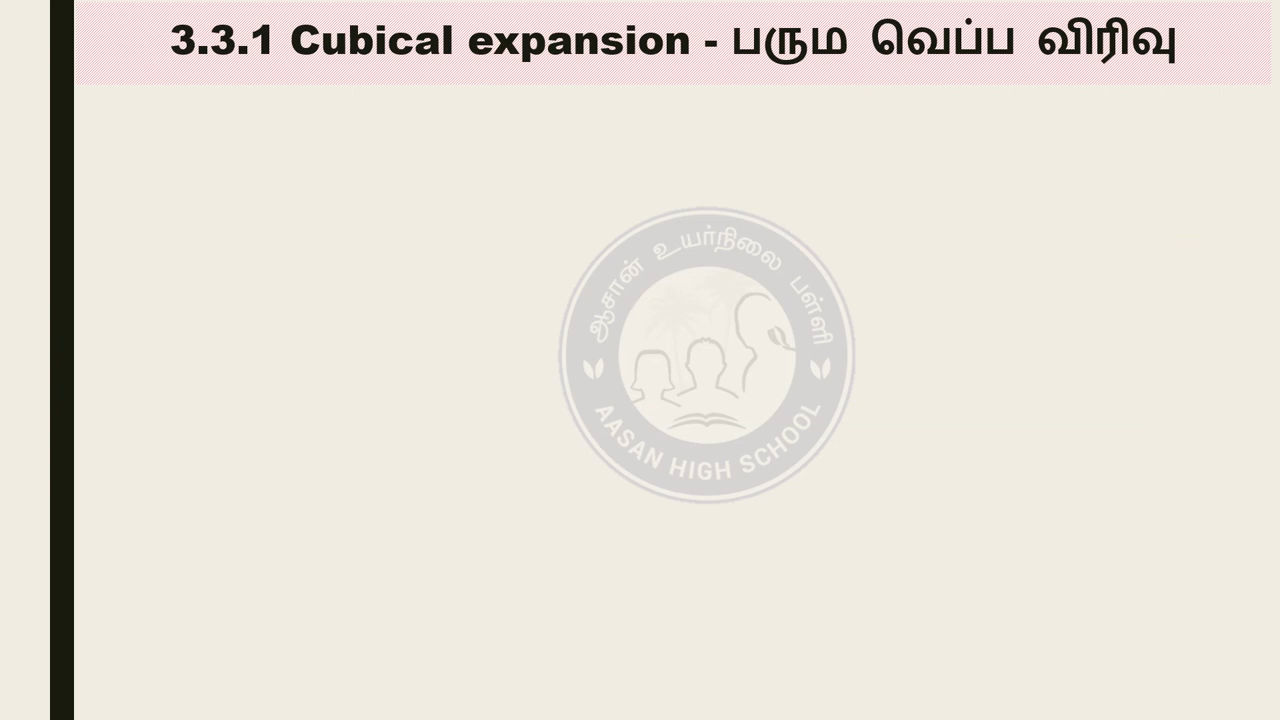 3.3.1 Cubical expansion - பரும வெப்ப விரிவு
ஆசான் உயர்நிலை பள்ளி
AASAN HIGH SCHOOL